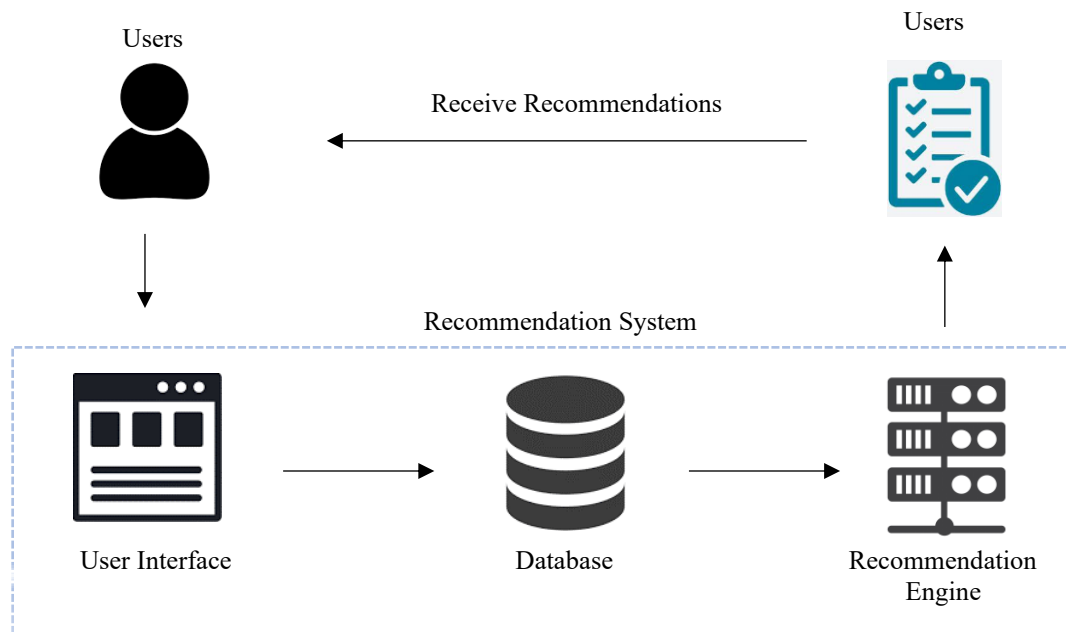 Users
Users
Receive Recommendations
Recommendation System
User Interface
Database
Recommendation
Engine